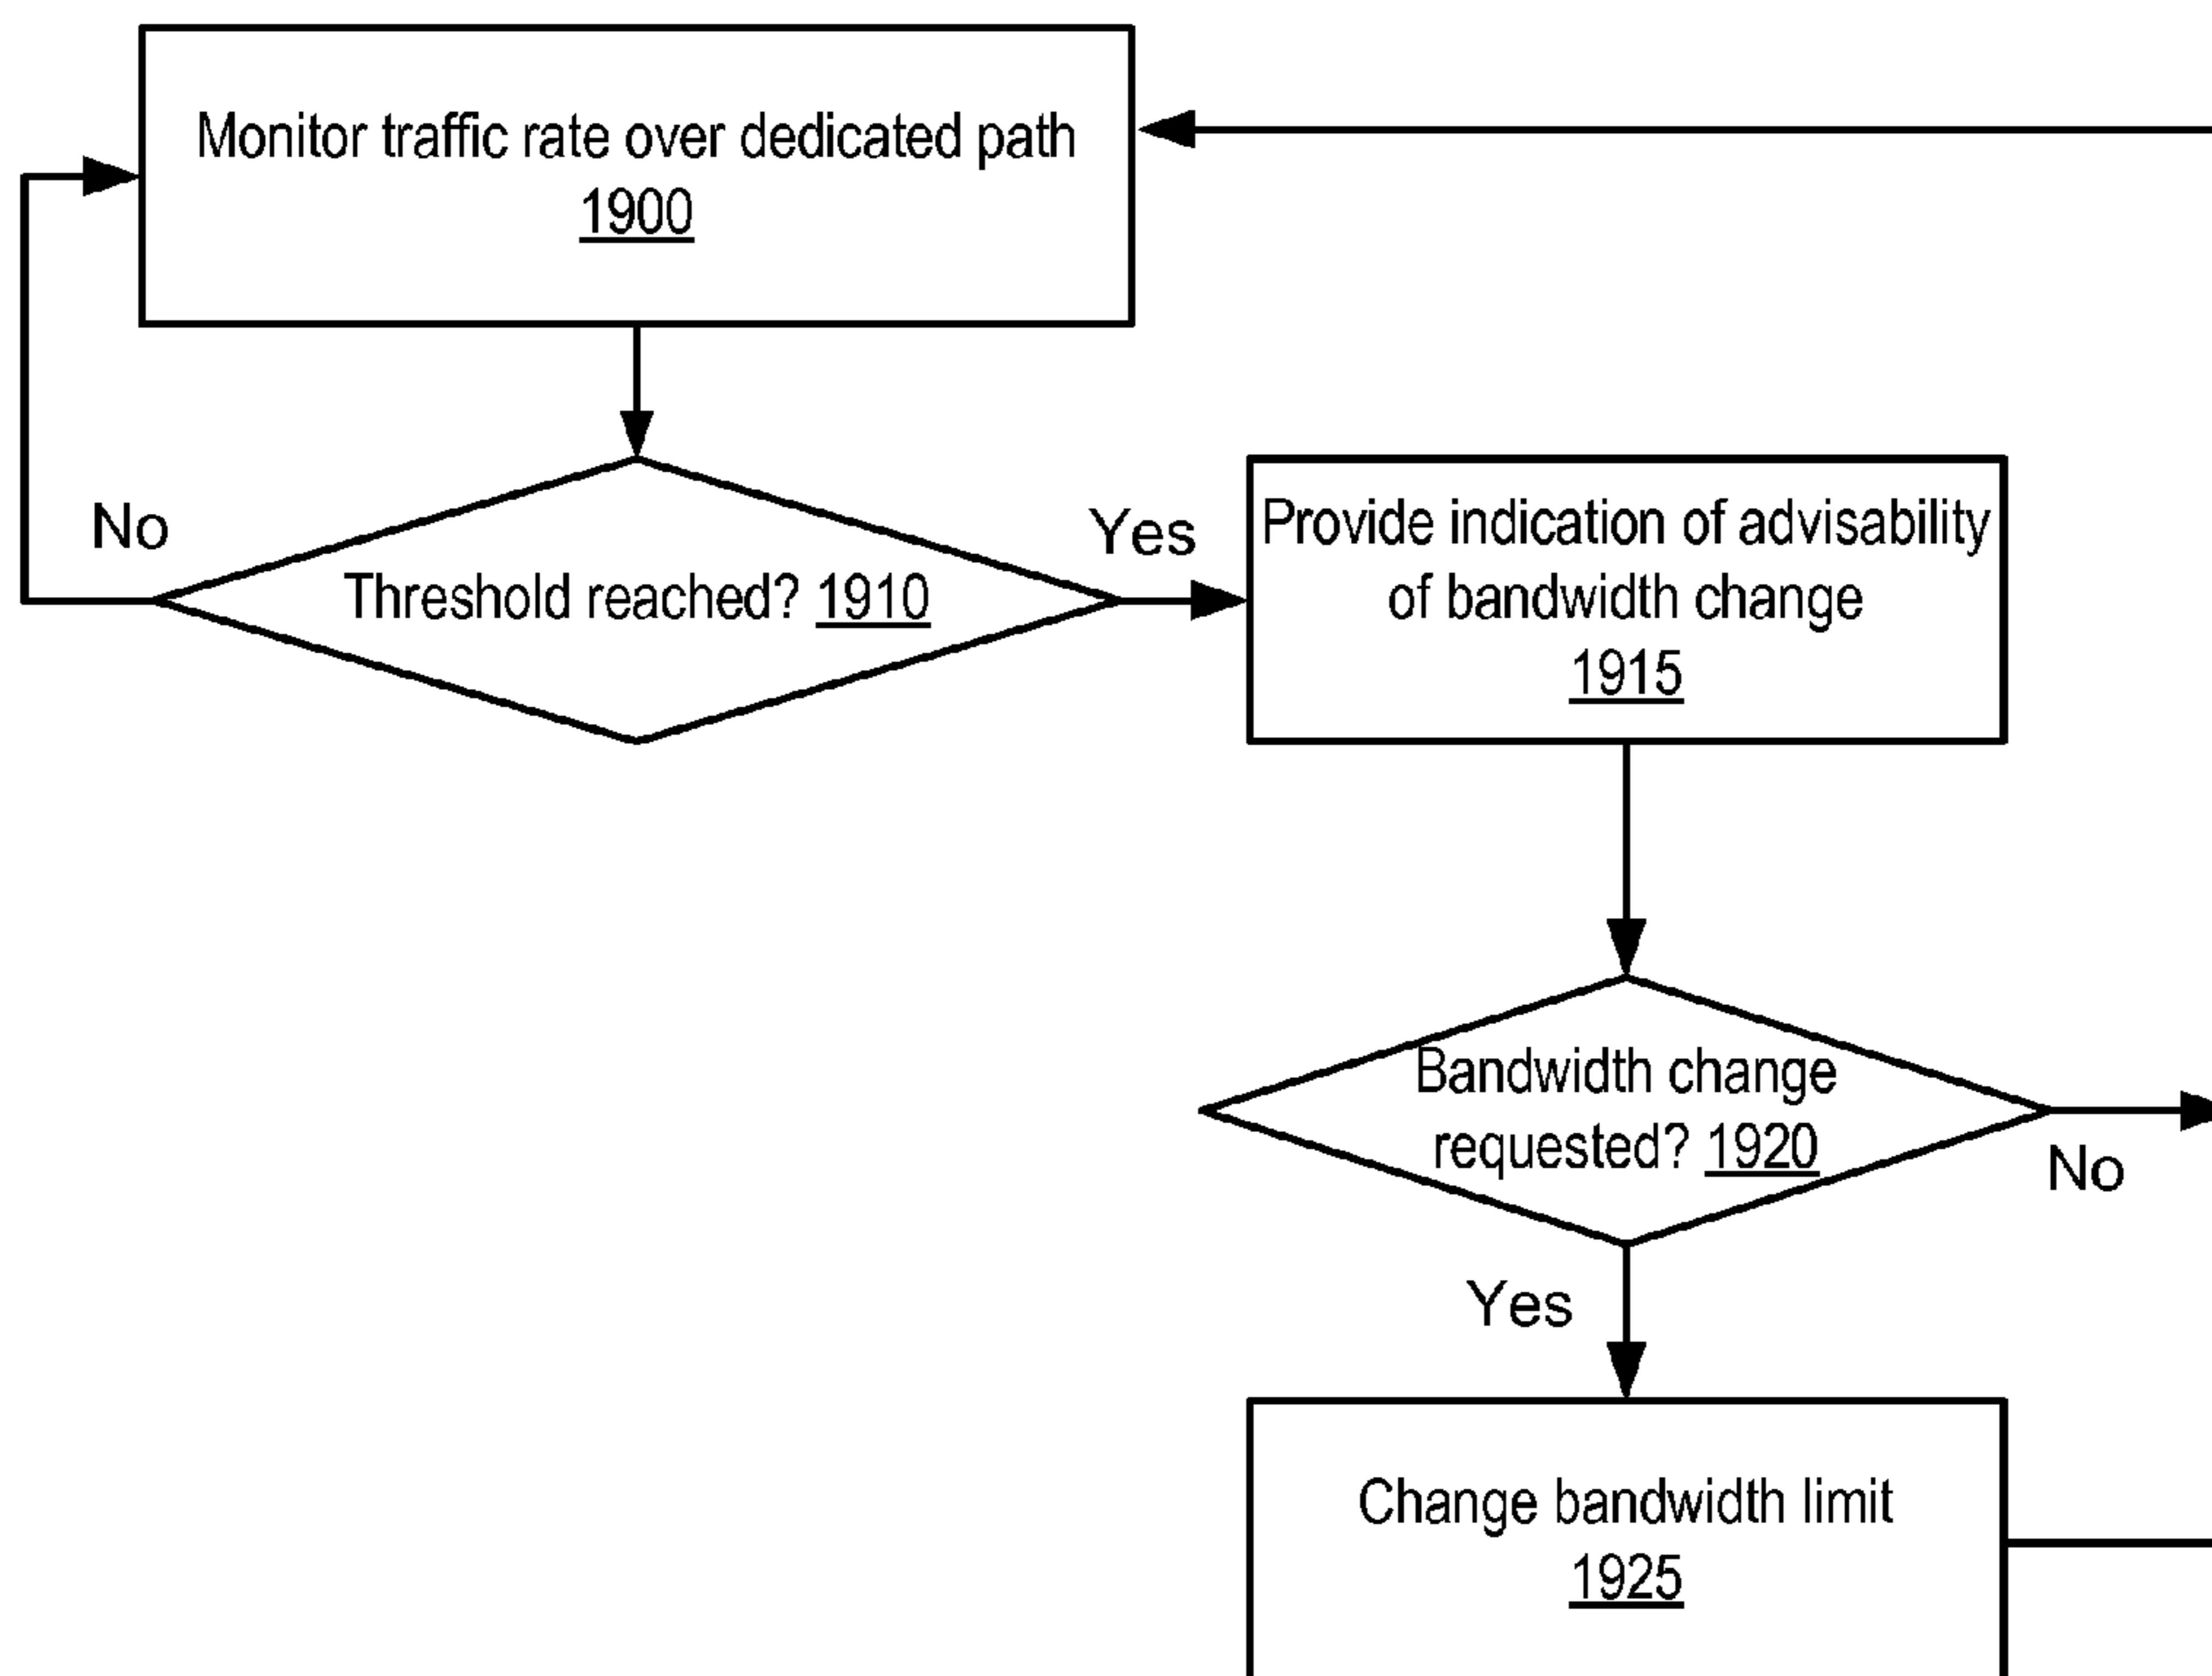 Monitor traffic rate over dedicated path
1900
No
Threshold reached? 1910
Yes
Provide indication of advisability
of bandwidth change
1915
Bandwidth change
requested? 1920
No
Yes
Change bandwidth limit
1925